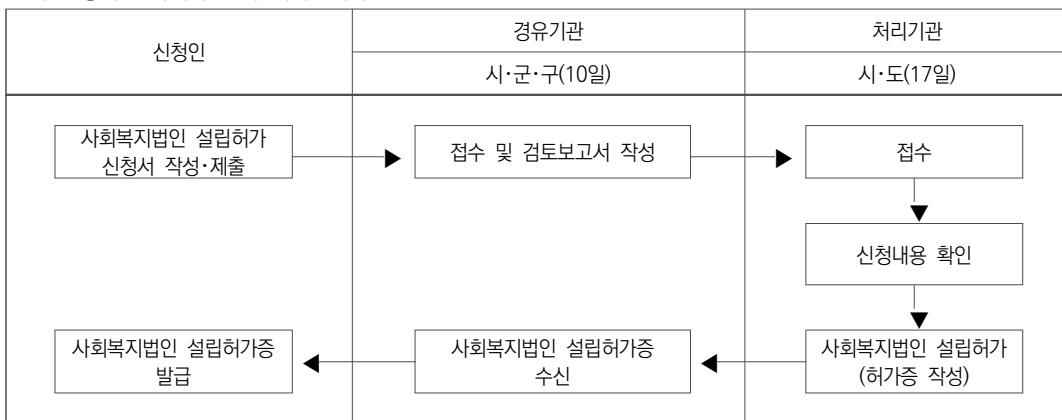 신청인
경유기관
처리기관
시·군·구(10일)
시·도(17일)
사회복지법인 설립허가
신청서 작성·제출
접수 및 검토보고서 작성
접수
신청내용 확인
사회복지법인 설립허가증
발급
사회복지법인 설립허가증
수신
사회복지법인 설립허가
(허가증 작성)